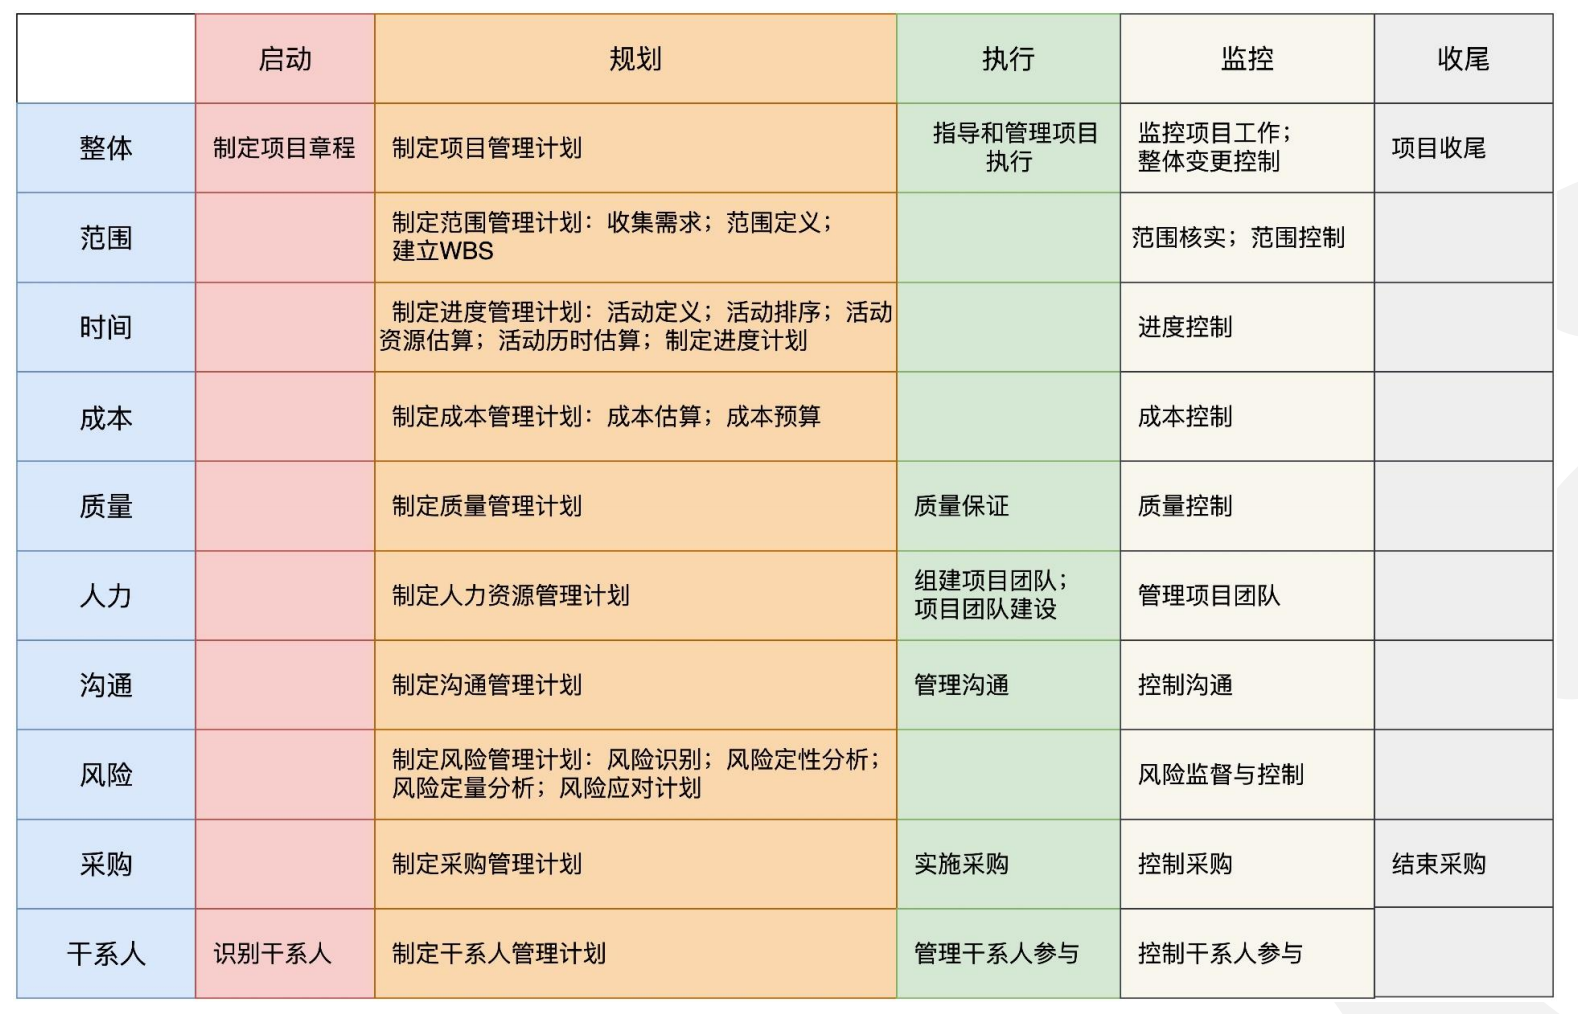 启动
规划
执行
监控
收尾
整体
制定项目章程
制定项目管理计划
指导和管理项目
执行
监控项目工作；
整体变更控制
项目收尾
范围
制定范围管理计划：收集需求；范围定义；
建立WBS
范围核实；范围控制
时间
制定进度管理计划：活动定义；活动排序；活动
资源估算；活动历时估算；制定进度计划
进度控制
成本
制定成本管理计划：成本估算；成本预算
成本控制
质量
制定质量管理计划
质量保证
质量控制
人力
制定人力资源管理计划
组建项目团队；
项目团队建设
管理项目团队
沟通
制定沟通管理计划
管理沟通
控制沟通
风险
制定风险管理计划：风险识别；风险定性分析；
风险定量分析；风险应对计划
风险监督与控制
采购
制定采购管理计划
实施采购
控制采购
结束采购
干系人
识别干系人
制定干系人管理计划
管理干系人参与
控制干系人参与